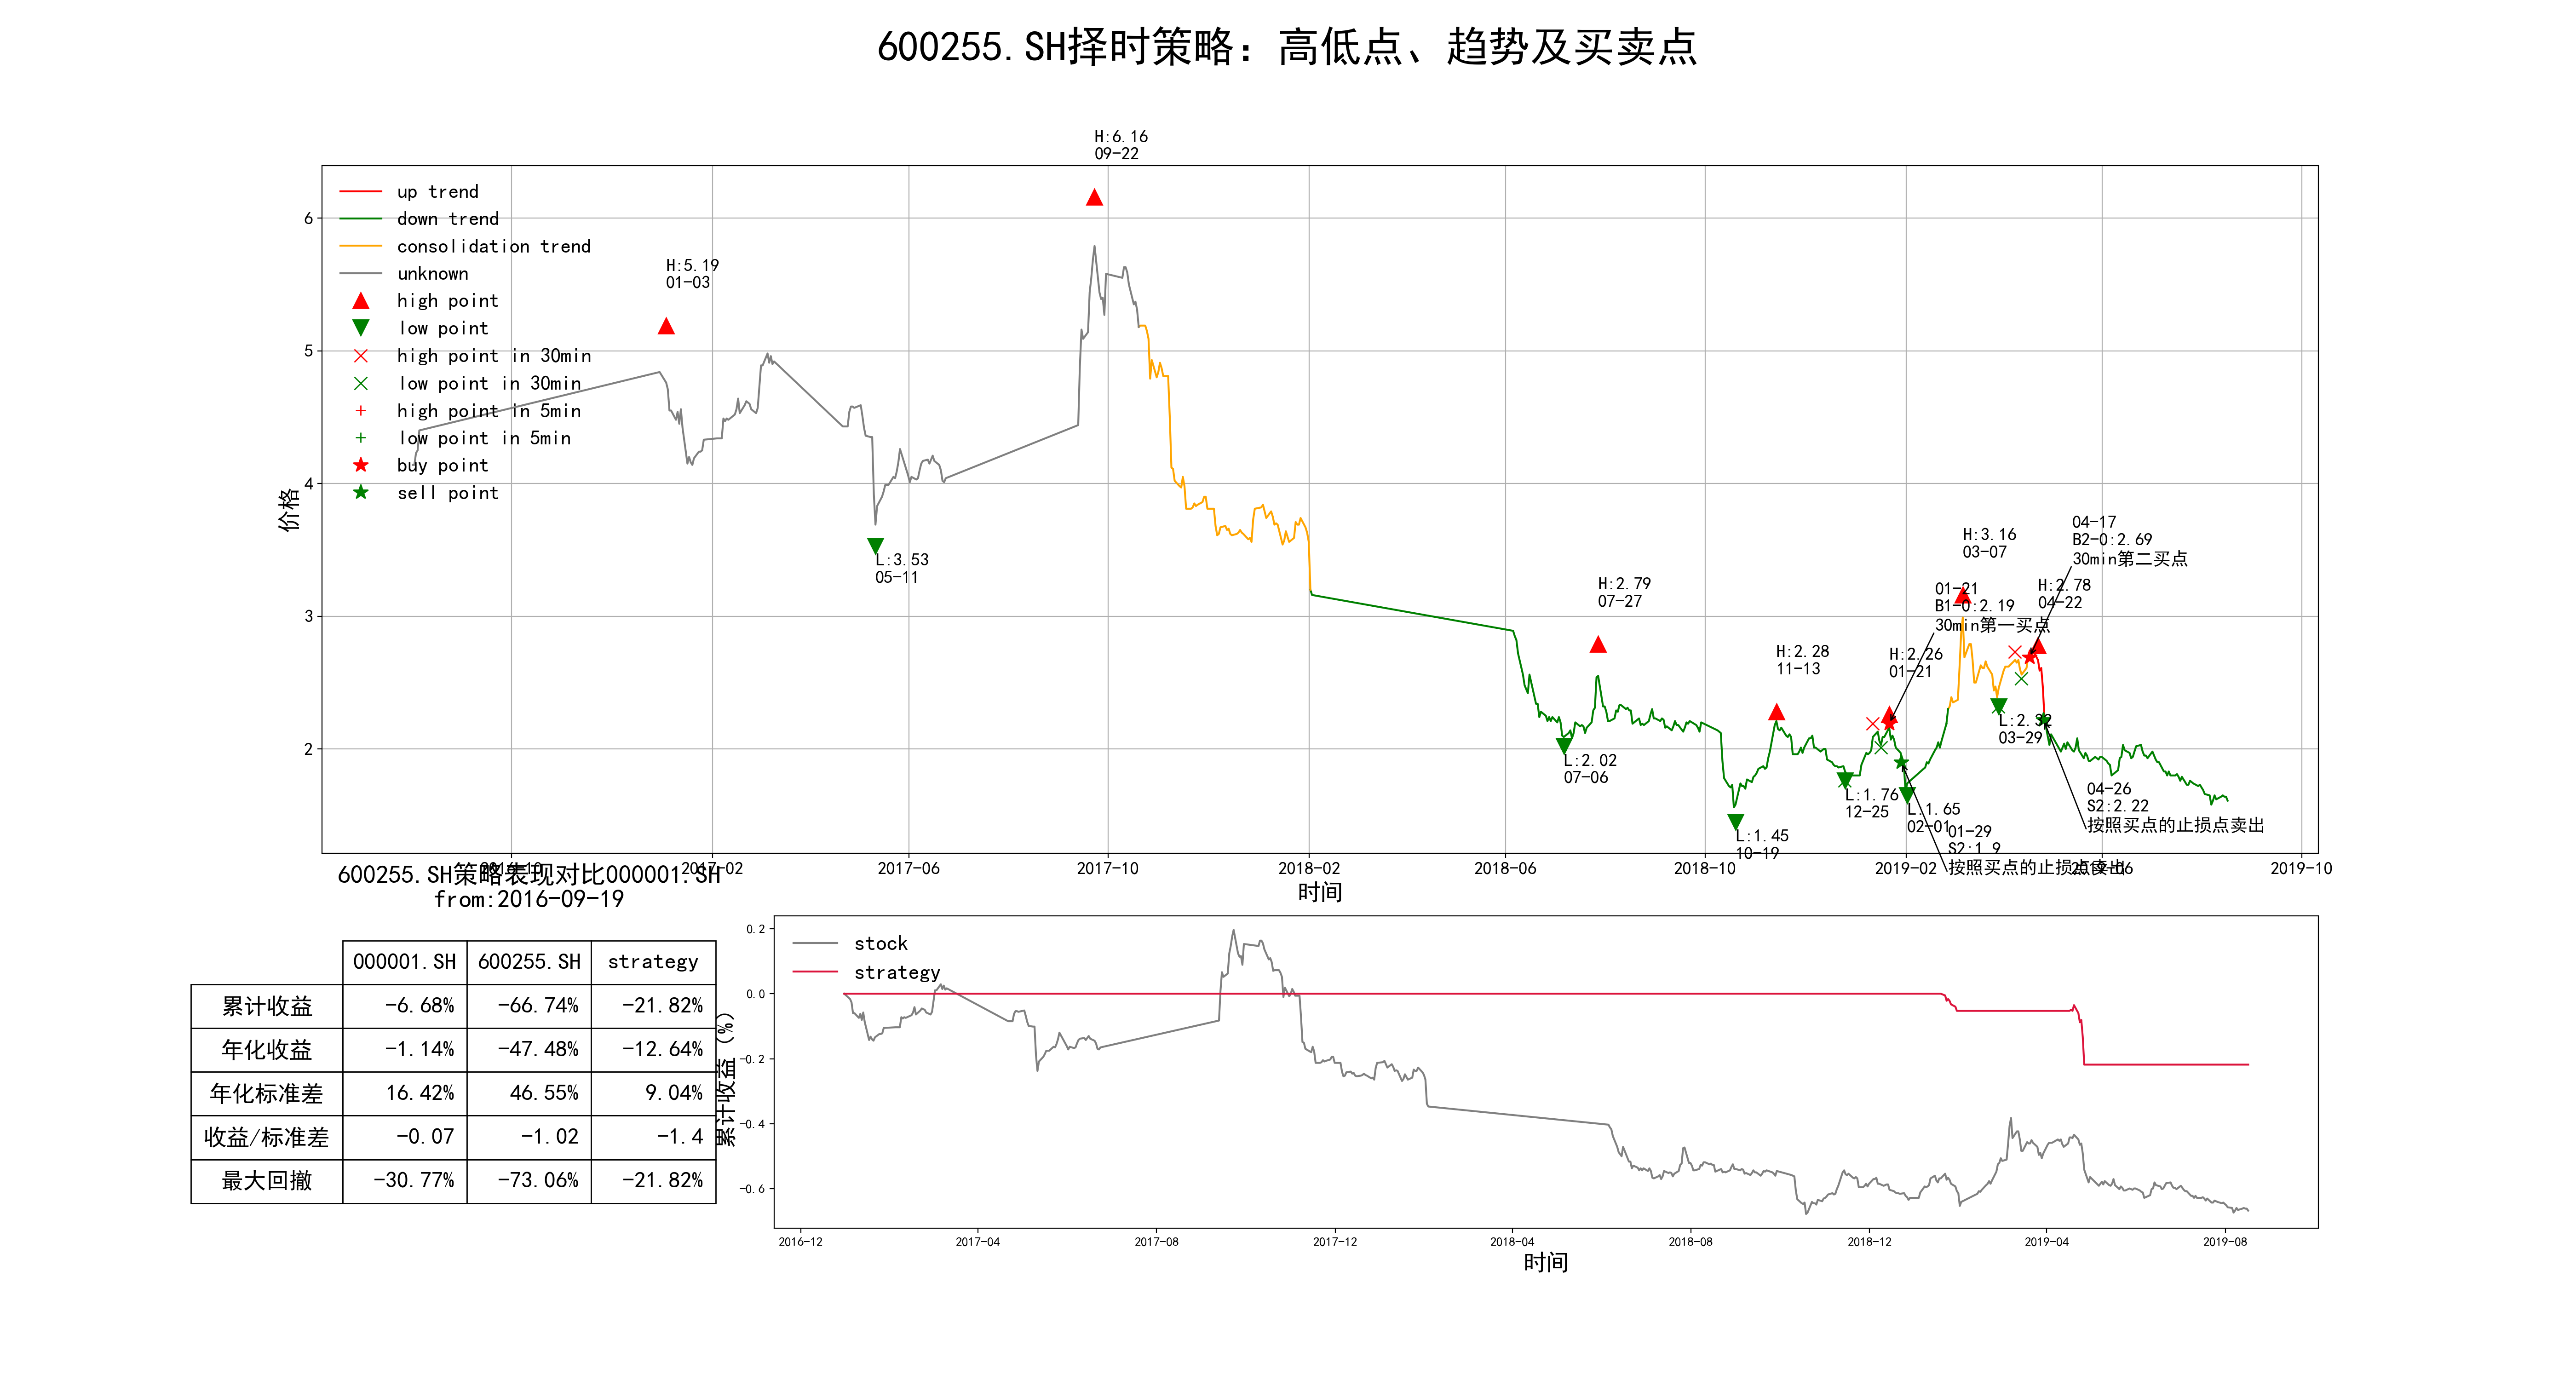 600255.SH择时策略：高低点、趋势及买卖点
H:6.16
09-22
up trend
down trend
consolidation trend
unknown
high point
low point
high point in 30min
low point in 30min
high point in 5min
low point in 5min
buy point
sell point
H:5.19
01-03
L:3.53
05-11
H:2.79
07-27
L:2.02
07-06
H:2.28
11-13
L:1.45
10-19
L:1.76
12-25
H:2.26
01-21
01-21
B1-0:2.19
30min第一买点
L:1.65
02-01
01-29
S2:1.9
按照买点的止损点卖出
H:3.16
03-07
L:2.32
03-29
04-17
B2-0:2.69
30min第二买点
H:2.78
04-22
04-26
S2:2.22
按照买点的止损点卖出
6
5
4
3
2
价格
2016-10
2017-02
2017-06
2017-10
2018-02
2018-06
2018-10
2019-02
2019-06
2019-10
时间
600255.SH策略表现对比000001.SH
from:2016-09-19
000001.SH 600255.SH strategy
累计收益 -6.68% -66.74% -21.82%
年化收益 -1.14% -47.48% -12.64%
年化标准差 16.42% 46.55% 9.04%
收益/标准差 -0.07 -1.02 -1.4
最大回撤 -30.77% -73.06% -21.82%
stock
strategy
0.2
0.0
-0.2
-0.4
-0.6
累计收益（%）
2016-12
2017-04
2017-08
2017-12
2018-04
2018-08
2018-12
2019-04
2019-08
时间